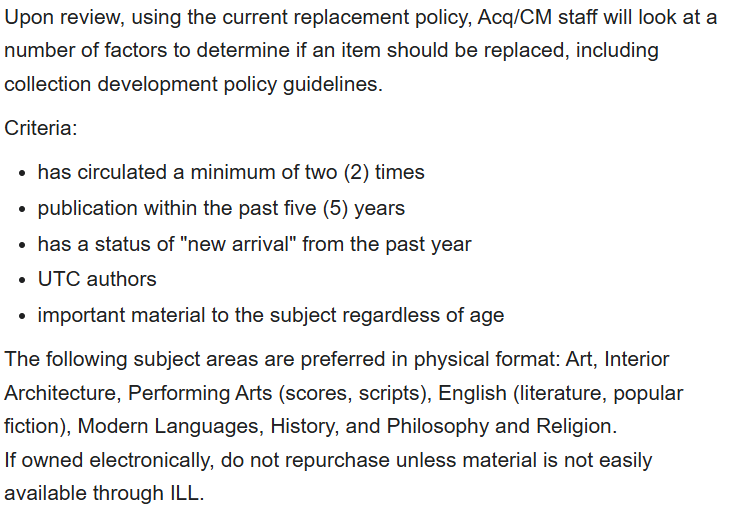 Upon review, using the current replacement policy, Acq/CM staff will look at a
number of factors to determine if an item should be replaced, including
collection development policy guidelines.
Criteria:
• has circulated a minimum of two (2) times
• publication within the past five (5) years
• has a status of "new arrival" from the past year
• UTC authors
• important material to the subject regardless of age
The following subject areas are preferred in physical format: Art, Interior
Architecture, Performing Arts (scores, scripts), English (literature, popular
fiction), Modern Languages, History, and Philosophy and Religion.
If owned electronically, do not repurchase unless material is not easily
available through ILL.